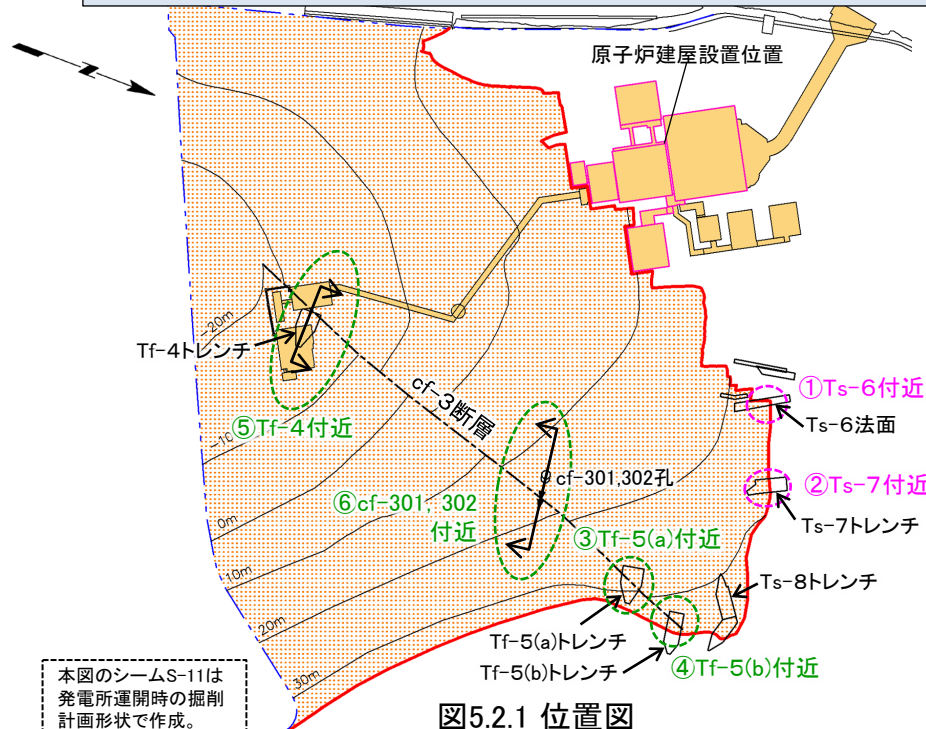 原子炉建屋設置位置
-20m
Tf-4トレンチ
⑤Tf-4付近
-10m
cf-3断層
①Ts-6付近
Ts-6法面
cf-301,302孔
②Ts-7付近
⑥cf-301, 302
付近
Ts-7トレンチ
0m
③Tf-5(a)付近
10m
Ts-8トレンチ
20m
Tf-5(a)トレンチ
Tf-5(b)トレンチ
④Tf-5(b)付近
30m
本図のシームS-11は
発電所運開時の掘削
計画形状で作成。
図5.2.1 位置図